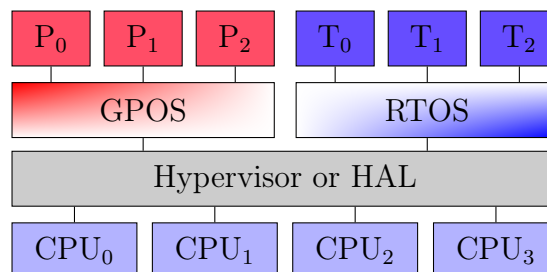 P₀ P₁ P₂ T₀ T₁ T₂
GPOS RTOS
Hypervisor or HAL
CPU₀ CPU₁ CPU₂ CPU₃